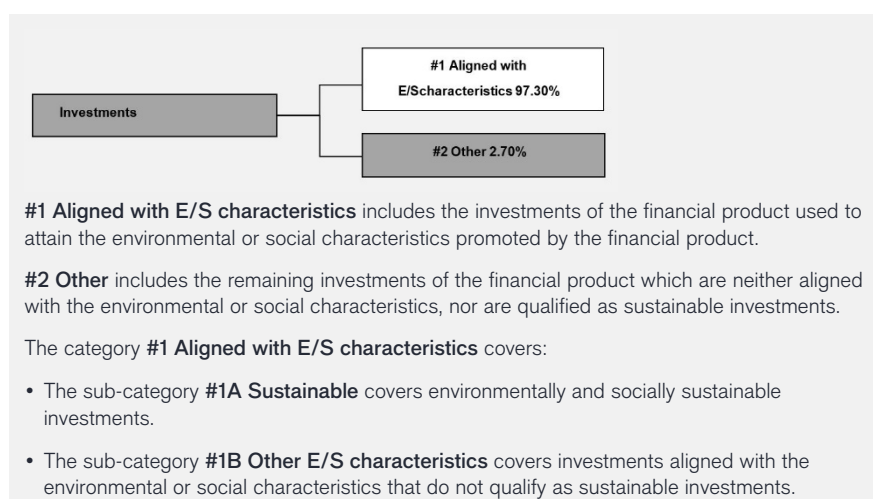 #1 Aligned with
E/Scharacteristics 97.30%
Investments
#2 Other 2.70%
#1 Aligned with E/S characteristics includes the investments of the financial product used to
attain the environmental or social characteristics promoted by the financial product.
#2 Other includes the remaining investments of the financial product which are neither aligned
with the environmental or social characteristics, nor are qualified as sustainable investments.
The category #1 Aligned with E/S characteristics covers:
• The sub-category #1A Sustainable covers environmentally and socially sustainable
investments.
• The sub-category #1B Other E/S characteristics covers investments aligned with the
environmental or social characteristics that do not qualify as sustainable investments.